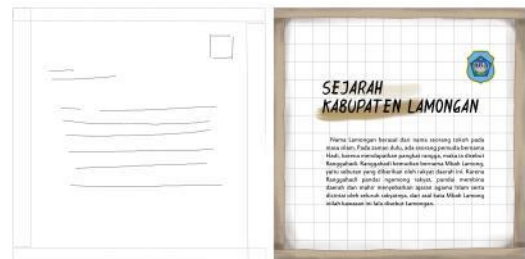 SEJARAH
KABUPATEN LAMONGAN
Nama Lamongan berasal dari nama seorang tokoh pada
masa silam. Pada zaman dulu, ada seorang pemuda bernama
Hadi, karena mendapatkan pangkat rangga, maka ia disebut
Ranggahadi. Ranggahadi kemudian bernama Mbah Lamong,
yaitu sebutan yang diberikan oleh rakyat daerah ini. Karena
Ranggahadi pandai ngemong rakyat, pandai membina
daerah dan mahir menyebarkan ajaran agama Islam serta
dicintai oleh seluruh rakyatnya, dari asal kata Mbah Lamong
inilah kawasan ini lalu disebut Lamongan.